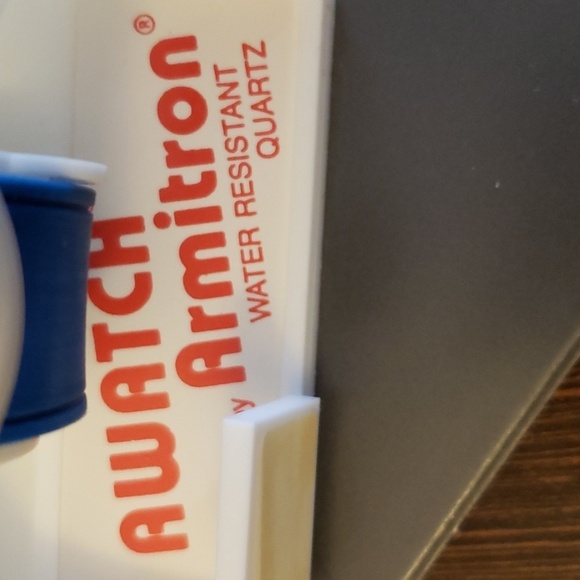 AWATCH
y Armitron®
WATER RESISTANT
QUARTZ